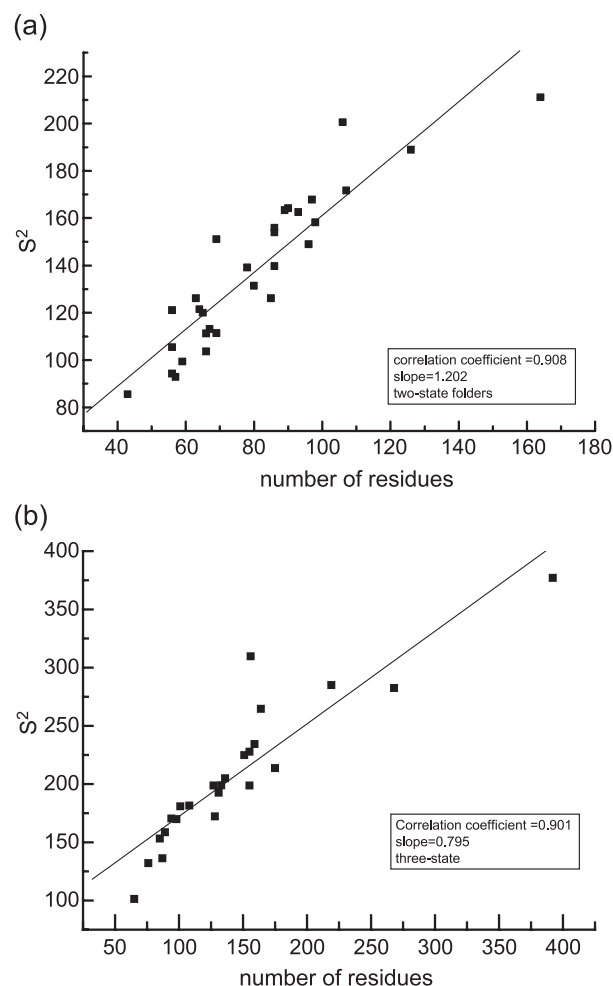 (a)
220
200
180
160
140
120
100
80
S²
40 60 80 100 120 140 160 180
number of residues
correlation coefficient =0.908
slope=1.202
two-state folders
(b)
400
350
300
250
200
150
100
S²
50 100 150 200 250 300 350 400
number of residues
Correlation coefficient =0.901
slope=0.795
three-state